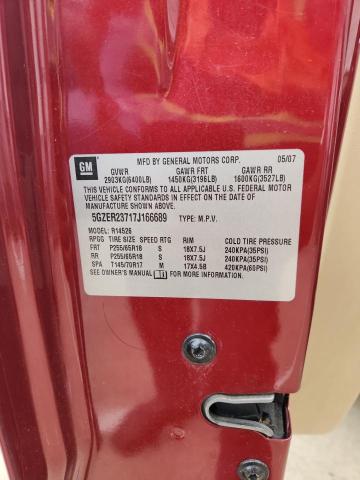 GM
MFD BY GENERAL MOTORS CORP. 05/07
GVWR GAWR FRT GAWR RR
2903KG(6400LB) 1450KG(3196LB) 1600KG(3527LB)
THIS VEHICLE CONFORMS TO ALL APPLICABLE U.S. FEDERAL MOTOR
VEHICLE SAFETY STANDARDS IN EFFECT ON THE DATE OF
MANUFACTURE SHOWN ABOVE.
5GZER23717J166689 TYPE: M.P.V.
MODEL: R14526
RPGG TIRE SIZE SPEED RTG RIM COLD TIRE PRESSURE
FRT P255/65R18 S 18X7.5J 240KPA(35PSI)
RR P255/65R18 S 18X7.5J 240KPA(35PSI)
SPA T145/70R17 M 17X4.5B 420KPA(60PSI)
SEE OWNER'S MANUAL FOR MORE INFORMATION.